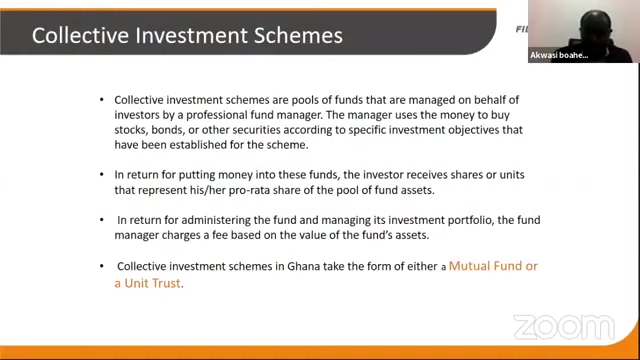 Collective Investment Schemes
FI
Akwasi boahe...
• Collective investment schemes are pools of funds that are managed on behalf of
investors by a professional fund manager. The manager uses the money to buy
stocks, bonds, or other securities according to specific investment objectives that
have been established for the scheme.
• In return for putting money into these funds, the investor receives shares or units
that represent his/her pro-rata share of the pool of fund assets.
• In return for administering the fund and managing its investment portfolio, the fund
manager charges a fee based on the value of the fund's assets.
• Collective investment schemes in Ghana take the form of either a Mutual Fund or
a Unit Trust.
zoom